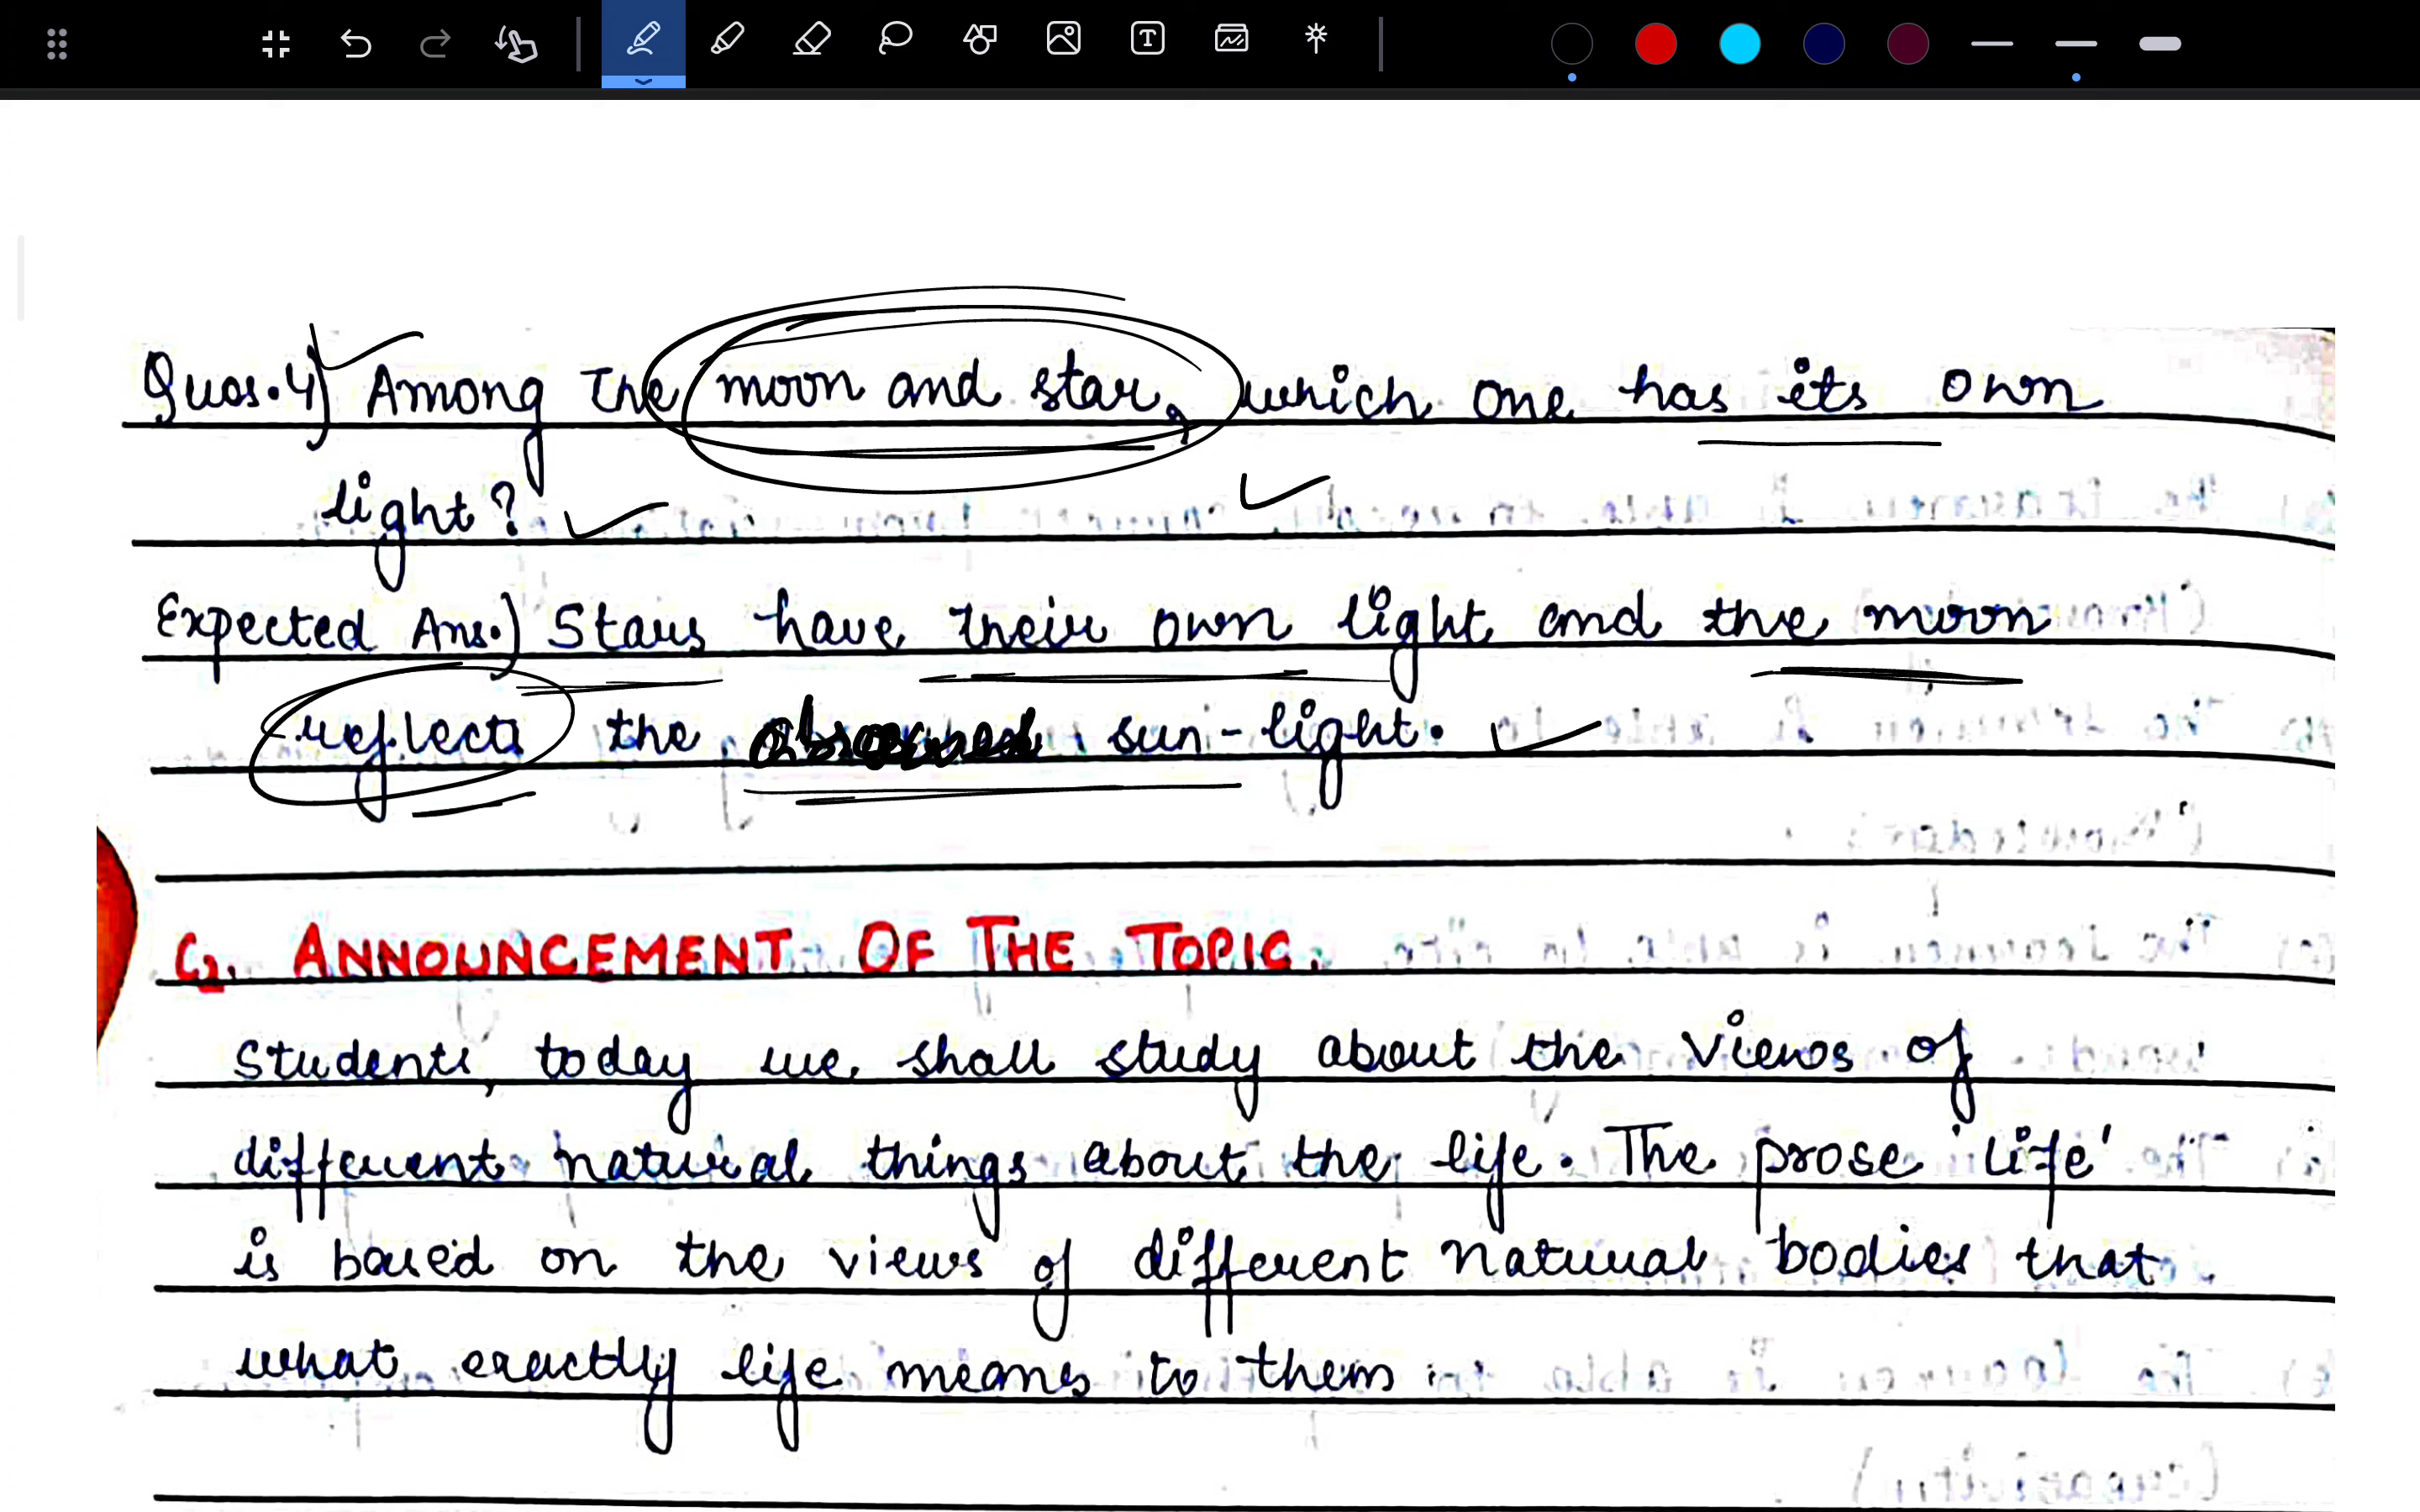 Ques.4) Among the moon and star, which one has its own
light?
Expected Ans.) Stars have their own light and the moon
reflects the absorbed sun-light.
C. ANNOUNCEMENT OF THE TOPIC.
Students, today we shall study about the views of
different natural things about the life. The prose 'Life'
is based on the views of different natural bodies that
what exactly life means to them.